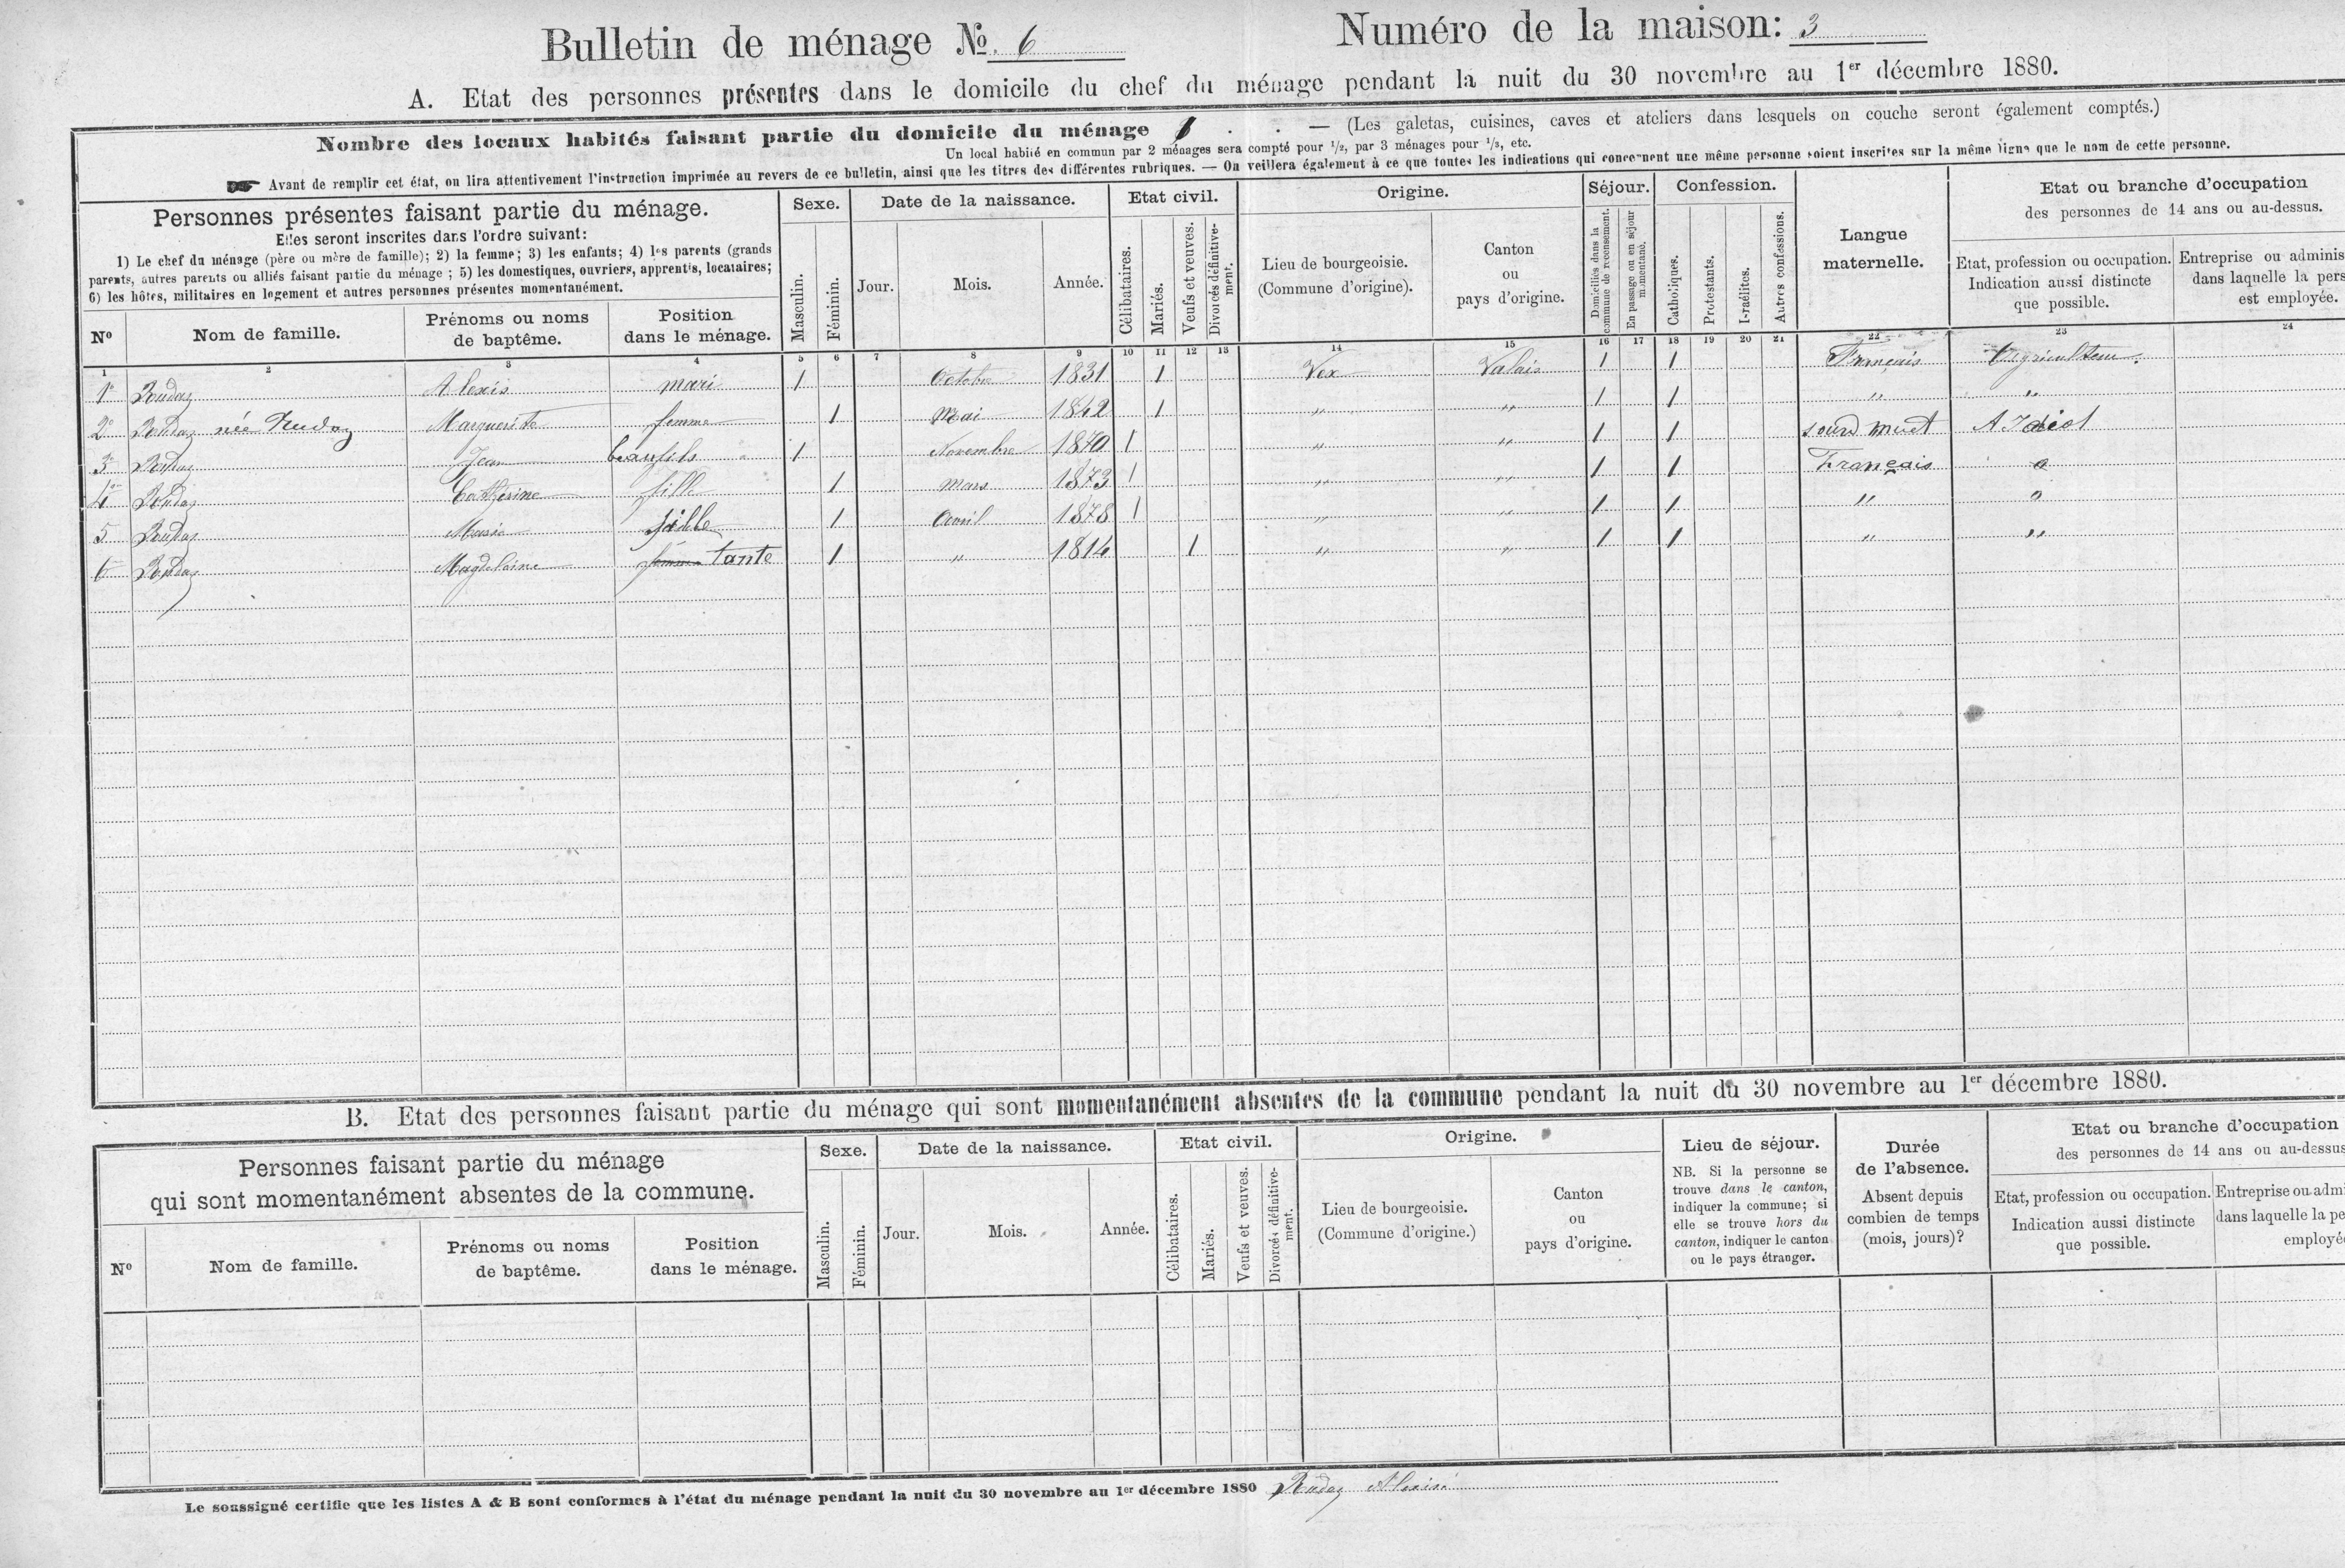 Bulletin de ménage No. 6
Numéro de la maison: 3
A. Etat des personnes présentes dans le domicile du chef du ménage pendant la nuit du 30 novembre au 1er décembre 1880.
Nombre des locaux habités faisant partie du domicile du ménage 1 . . — (Les galetas, cuisines, caves et ateliers dans lesquels on couche seront également comptés.)
Un local habité en commun par 2 ménages sera compté pour 1/2, par 3 ménages pour 1/3, etc.
Avant de remplir cet état, on lira attentivement l'instruction imprimée au revers de ce bulletin, ainsi que les titres des différentes rubriques. — On veillera également à ce que toutes les indications qui concernent une même personne soient inscrites sur la même ligne que le nom de cette personne.
Personnes présentes faisant partie du ménage.
Elles seront inscrites dans l'ordre suivant:
1) Le chef du ménage (père ou mère de famille); 2) la femme; 3) les enfants; 4) les parents (grands
parents, autres parents ou alliés faisant partie du ménage; 5) les domestiques, ouvriers, apprentis, locataires;
6) les hôtes, militaires en logement et autres personnes présentes momentanément.
No Nom de famille. Prénoms ou noms de baptême. Position dans le ménage.
Sexe. Masculin. Féminin.
Date de la naissance. Jour. Mois. Année.
Etat civil. Célibataires. Mariés. Veufs et veuves. Divorcés définitivement.
Origine. Lieu de bourgeoisie. (Commune d'origine). Canton ou pays d'origine.
Séjour. Domiciliés dans la commune de recensement. En passage ou en séjour momentané.
Confession. Catholiques. Protestants. Israélites. Autres confessions.
Langue maternelle.
Etat ou branche d'occupation
des personnes de 14 ans ou au-dessus.
Etat, profession ou occupation. Indication aussi distincte que possible.
Entreprise ou adminis
dans laquelle la pers
est employée.
1 2 3 4 5 6 7 8 9 10 11 12 13 14 15 16 17 18 19 20 21 22 23 24
1º Rudaz Alexis mari 1 Octobre 1831 1 Vex Valais 1 1 Français Agriculteur.
2º Rudaz née Rudaz Marguerite femme 1 Mai 1842 1 " " 1 1 " "
3º Rudaz Jean beaufils 1 Novembre 1870 1 " " 1 1 sourd muet A Idiot
4º Rudaz Catherine fille 1 mars 1873 1 " " 1 1 Français "
5 Rudaz Marie fille 1 Avril 1878 1 " " 1 1 " "
6 Rudaz Magdelaine femme tante 1 " 1814 1 " " 1 1 " "
B. Etat des personnes faisant partie du ménage qui sont momentanément absentes de la commune pendant la nuit du 30 novembre au 1er décembre 1880.
Personnes faisant partie du ménage
qui sont momentanément absentes de la commune.
No Nom de famille. Prénoms ou noms de baptême. Position dans le ménage.
Sexe. Masculin. Féminin.
Date de la naissance. Jour. Mois. Année.
Etat civil. Célibataires. Mariés. Veufs et veuves. Divorcés définitivement.
Origine. Lieu de bourgeoisie. (Commune d'origine.) Canton ou pays d'origine.
Lieu de séjour.
NB. Si la personne se
trouve dans le canton,
indiquer la commune; si
elle se trouve hors du
canton, indiquer le canton
ou le pays étranger.
Durée
de l'absence.
Absent depuis
combien de temps
(mois, jours)?
Etat ou branche d'occupation
des personnes de 14 ans ou au-dessus
Etat, profession ou occupation. Indication aussi distincte que possible.
Entreprise ou admi
dans laquelle la pe
employé
Le soussigné certifie que les listes A & B sont conformes à l'état du ménage pendant la nuit du 30 novembre au 1er décembre 1880 Rudaz Alexis